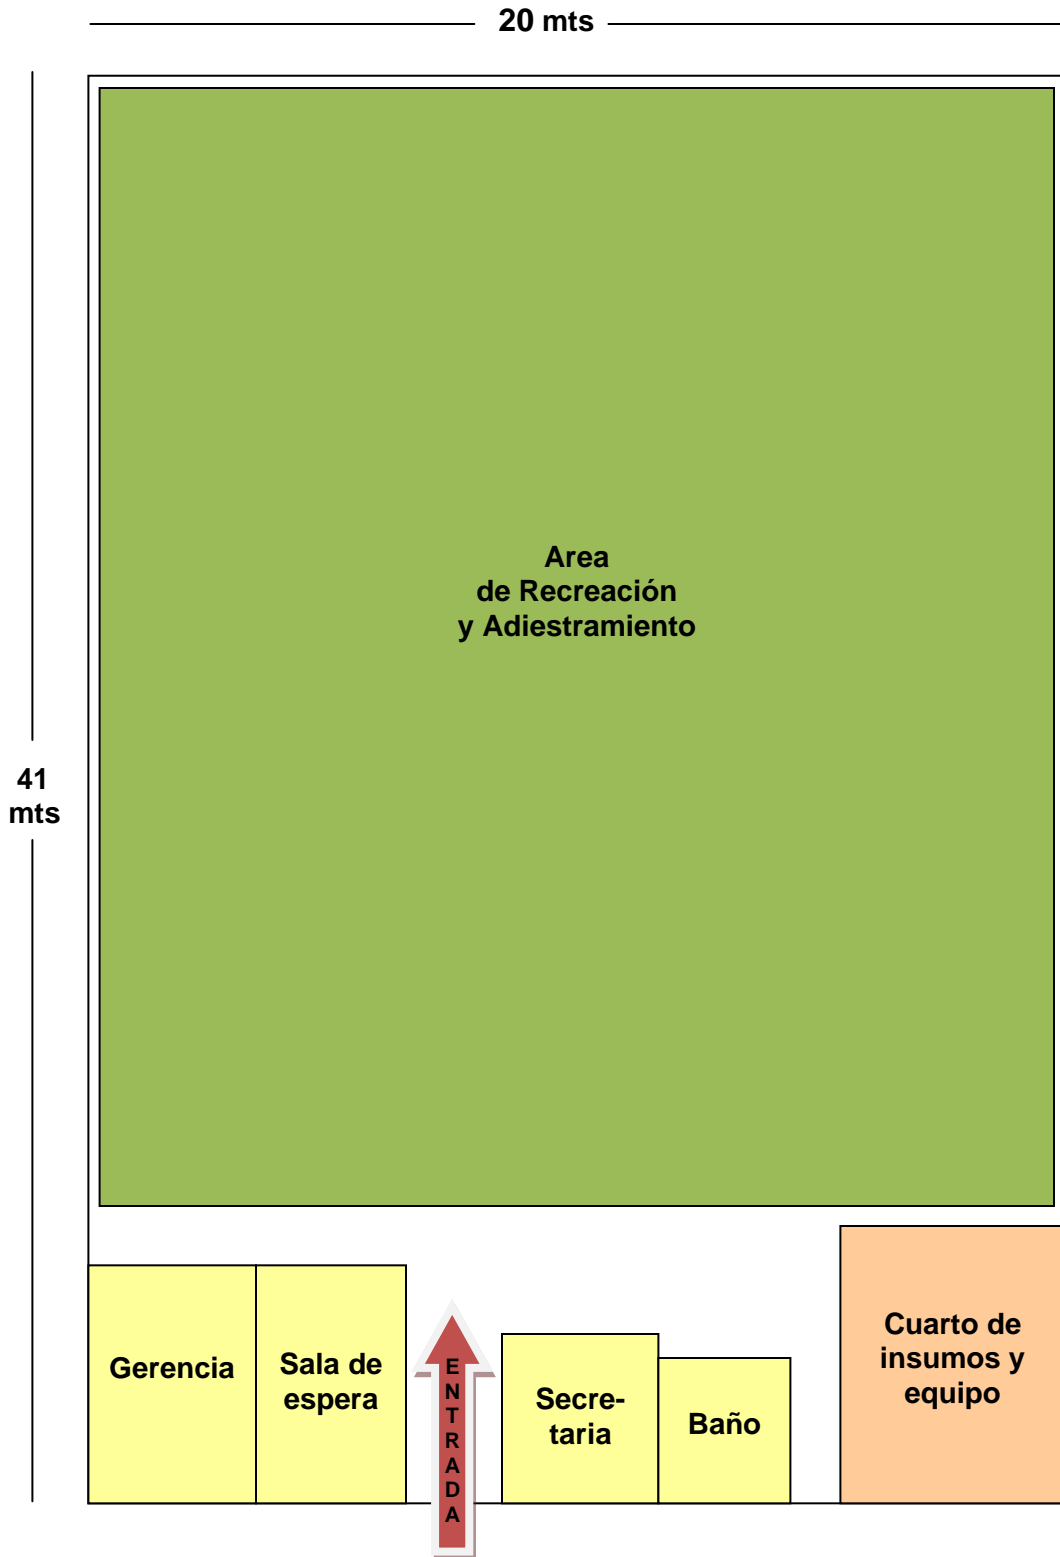 20 mts
Area
de Recreación
y Adiestramiento
41
mts
Gerencia
Sala de
espera
ENTRADA
Secre-
taria
Baño
Cuarto de
insumos y
equipo